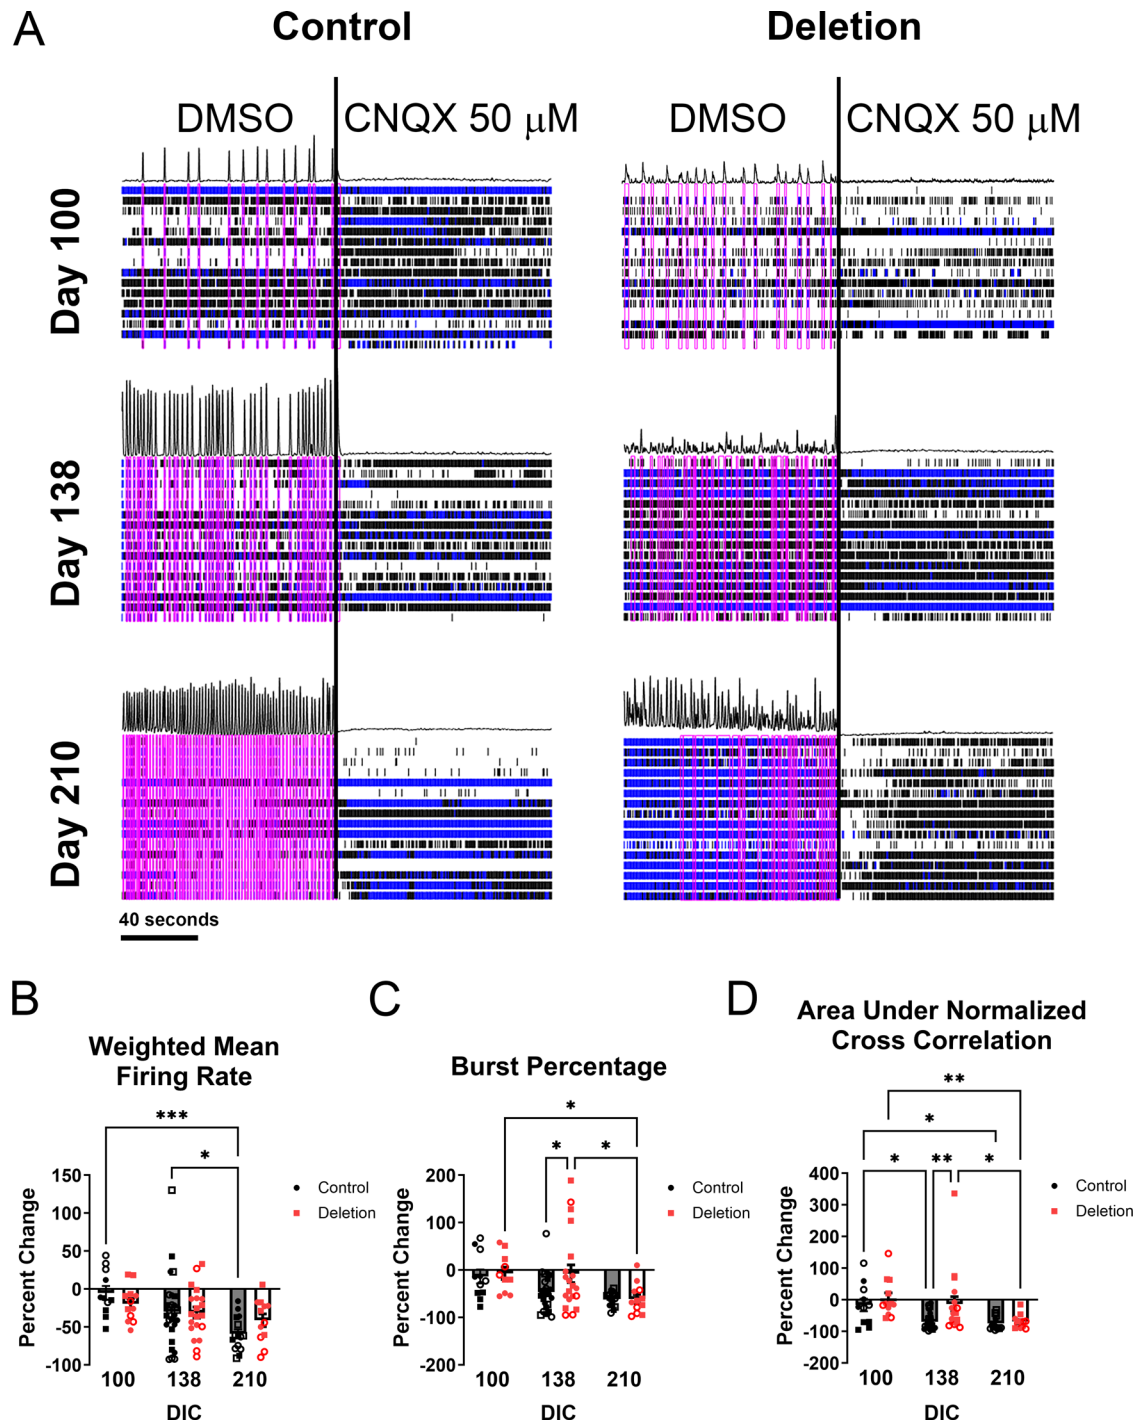 A
Control
Deletion
DMSO
CNQX 50 μM
DMSO
CNQX 50 μM
Day 100
Day 138
Day 210
40 seconds
B
Weighted Mean
Firing Rate
***
*
150
100
50
0
-50
-100
Percent Change
Control
Deletion
100 138 210
DIC
C
Burst Percentage
*
* *
200
100
0
-100
-200
Percent Change
Control
Deletion
100 138 210
DIC
D
Area Under Normalized
Cross Correlation
**
*
* ** *
400
300
200
100
0
-100
-200
Percent Change
Control
Deletion
100 138 210
DIC